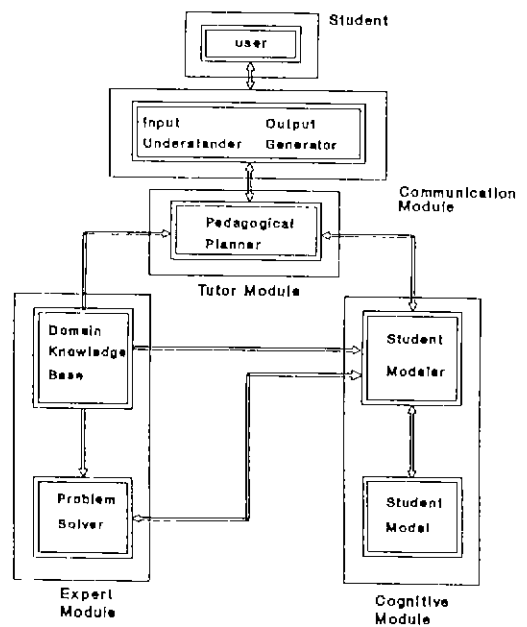 Student
user
Input Output
Understander Generator
Communication
Module
Pedagogical
Planner
Tutor Module
Domain
Knowledge
Base
Student
Modeler
Problem
Solver
Student
Model
Expert
Module
Cognitive
Module